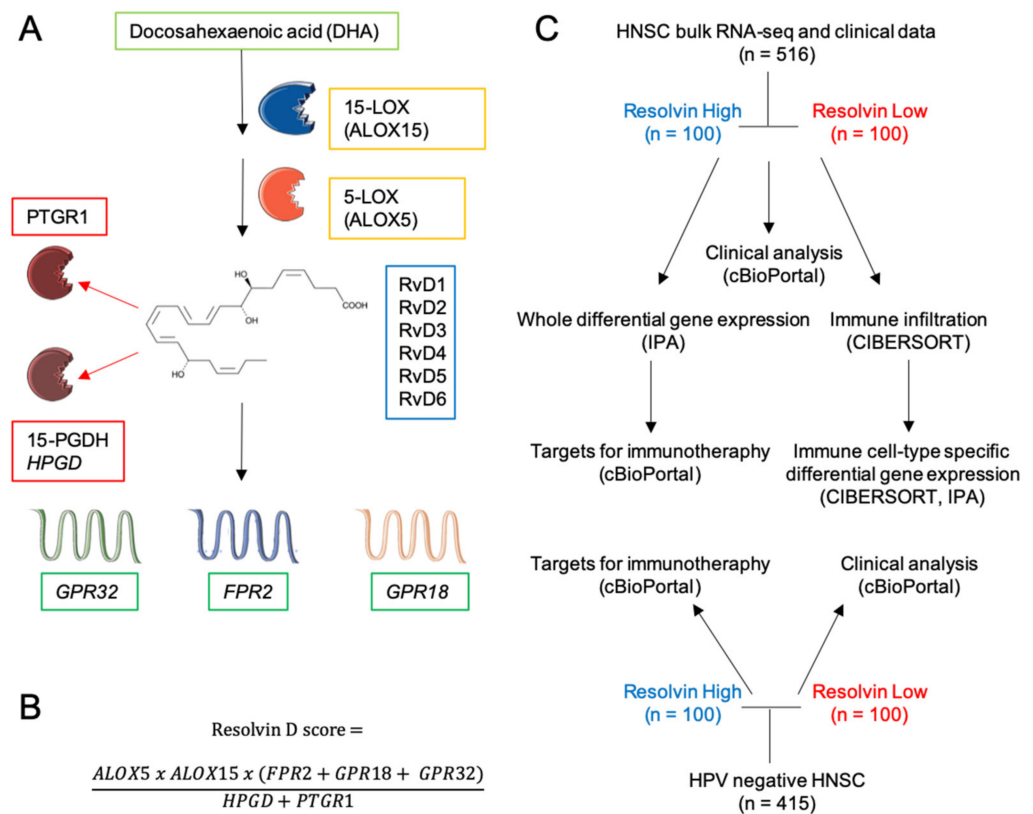 A
Docosahexaenoic acid (DHA)
15-LOX
(ALOX15)
5-LOX
(ALOX5)
PTGR1
HO
OH
COOH
HO
RvD1
RvD2
RvD3
RvD4
RvD5
RvD6
15-PGDH
HPGD
GPR32
FPR2
GPR18
B
Resolvin D score =
ALOX5 x ALOX15 x (FPR2 + GPR18 + GPR32)
HPGD + PTGR1
C
HNSC bulk RNA-seq and clinical data
(n = 516)
Resolvin High
(n = 100)
Resolvin Low
(n = 100)
Clinical analysis
(cBioPortal)
Whole differential gene expression
(IPA)
Immune infiltration
(CIBERSORT)
Targets for immunotheraphy
(cBioPortal)
Immune cell-type specific
differential gene expression
(CIBERSORT, IPA)
Targets for immunotheraphy
(cBioPortal)
Clinical analysis
(cBioPortal)
Resolvin High
(n = 100)
Resolvin Low
(n = 100)
HPV negative HNSC
(n = 415)